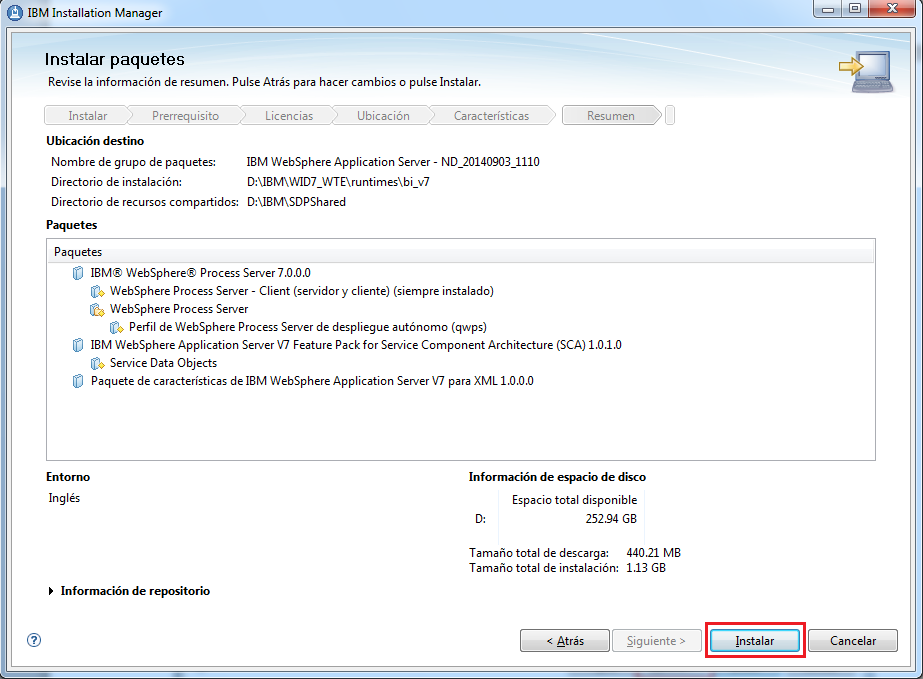 IBM Installation Manager
Instalar paquetes
Revise la información de resumen. Pulse Atrás para hacer cambios o pulse Instalar.
Instalar Prerrequisito Licencias Ubicación Características Resumen
Ubicación destino
Nombre de grupo de paquetes: IBM WebSphere Application Server - ND_20140903_1110
Directorio de instalación: D:\IBM\WID7_WTE\runtimes\bi_v7
Directorio de recursos compartidos: D:\IBM\SDPShared
Paquetes
Paquetes
IBM® WebSphere® Process Server 7.0.0.0
WebSphere Process Server - Client (servidor y cliente) (siempre instalado)
WebSphere Process Server
Perfil de WebSphere Process Server de despliegue autónomo (qwps)
IBM WebSphere Application Server V7 Feature Pack for Service Component Architecture (SCA) 1.0.1.0
Service Data Objects
Paquete de características de IBM WebSphere Application Server V7 para XML 1.0.0.0
Entorno
Inglés
Información de espacio de disco
Espacio total disponible
D: 252.94 GB
Tamaño total de descarga: 440.21 MB
Tamaño total de instalación: 1.13 GB
Información de repositorio
?
< Atrás Siguiente > Instalar Cancelar